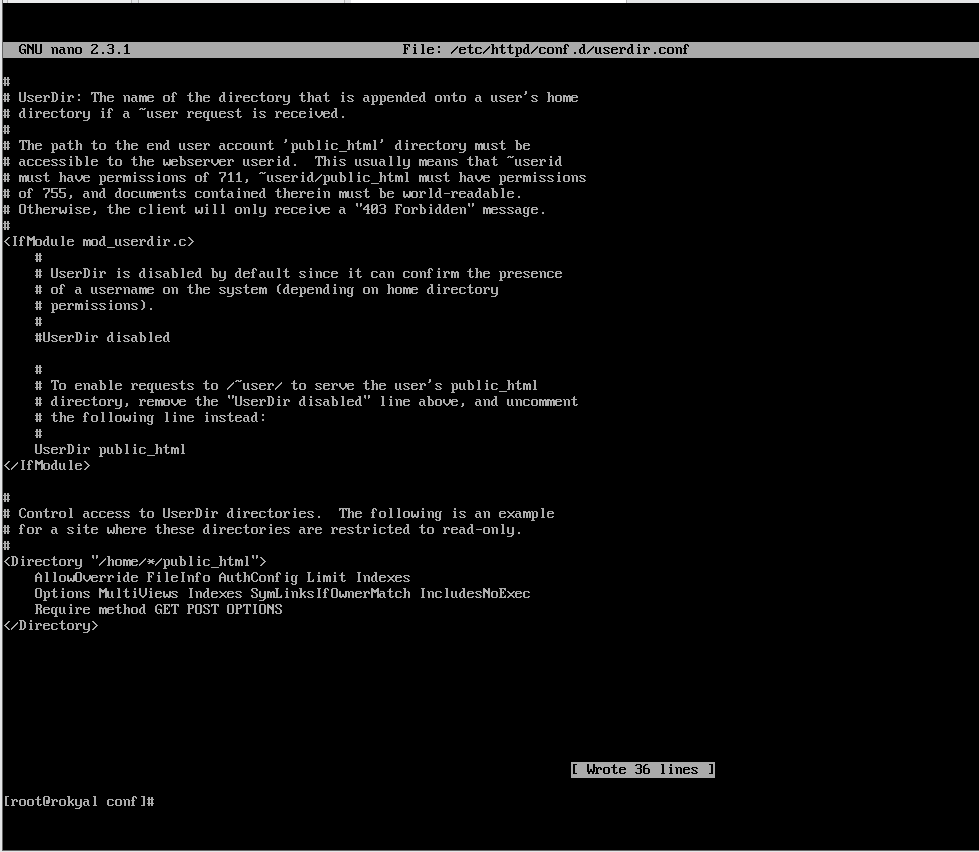 GNU nano 2.3.1 File: /etc/httpd/conf.d/userdir.conf
#
# UserDir: The name of the directory that is appended onto a user's home
# directory if a ~user request is received.
#
# The path to the end user account 'public_html' directory must be
# accessible to the webserver userid.  This usually means that ~userid
# must have permissions of 711, ~userid/public_html must have permissions
# of 755, and documents contained therein must be world-readable.
# Otherwise, the client will only receive a "403 Forbidden" message.
#
<IfModule mod_userdir.c>
    #
    # UserDir is disabled by default since it can confirm the presence
    # of a username on the system (depending on home directory
    # permissions).
    #
    #UserDir disabled
    #
    # To enable requests to /~user/ to serve the user's public_html
    # directory, remove the "UserDir disabled" line above, and uncomment
    # the following line instead:
    #
    UserDir public_html
</IfModule>
#
# Control access to UserDir directories.  The following is an example
# for a site where these directories are restricted to read-only.
#
<Directory "/home/*/public_html">
    AllowOverride FileInfo AuthConfig Limit Indexes
    Options MultiViews Indexes SymLinksIfOwnerMatch IncludesNoExec
    Require method GET POST OPTIONS
</Directory>
[ Wrote 36 lines ]
[root@rokyal conf]#